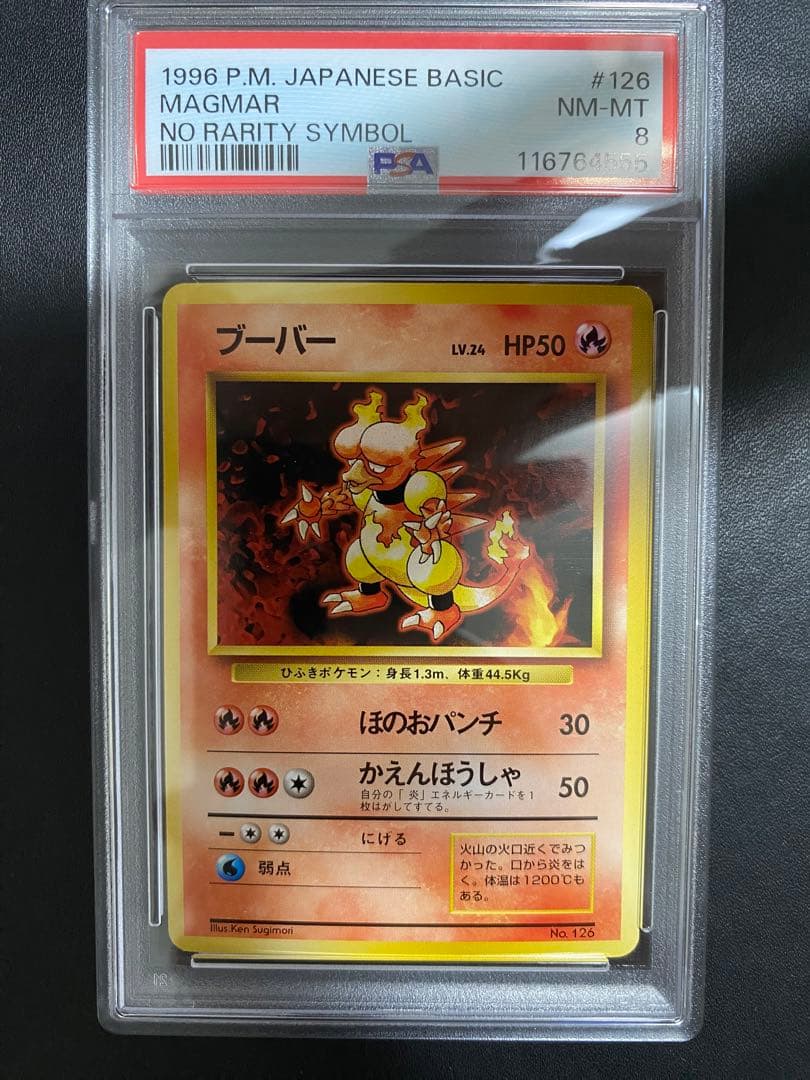 1996 P.M. JAPANESE BASIC #126
MAGMAR NM-MT
NO RARITY SYMBOL 8
PSA
ブーバー LV.24 HP50
ひふきポケモン：身長1.3m、体重44.5Kg
ほのおパンチ 30
かえんほうしゃ 50
自分の「炎」エネルギーカードを1
枚はがしてすてる。
にげる
弱点
火山の火口近くでみつ
かった。口から炎をは
く。体温は1200℃も
ある。
Illus.Ken Sugimori No. 126